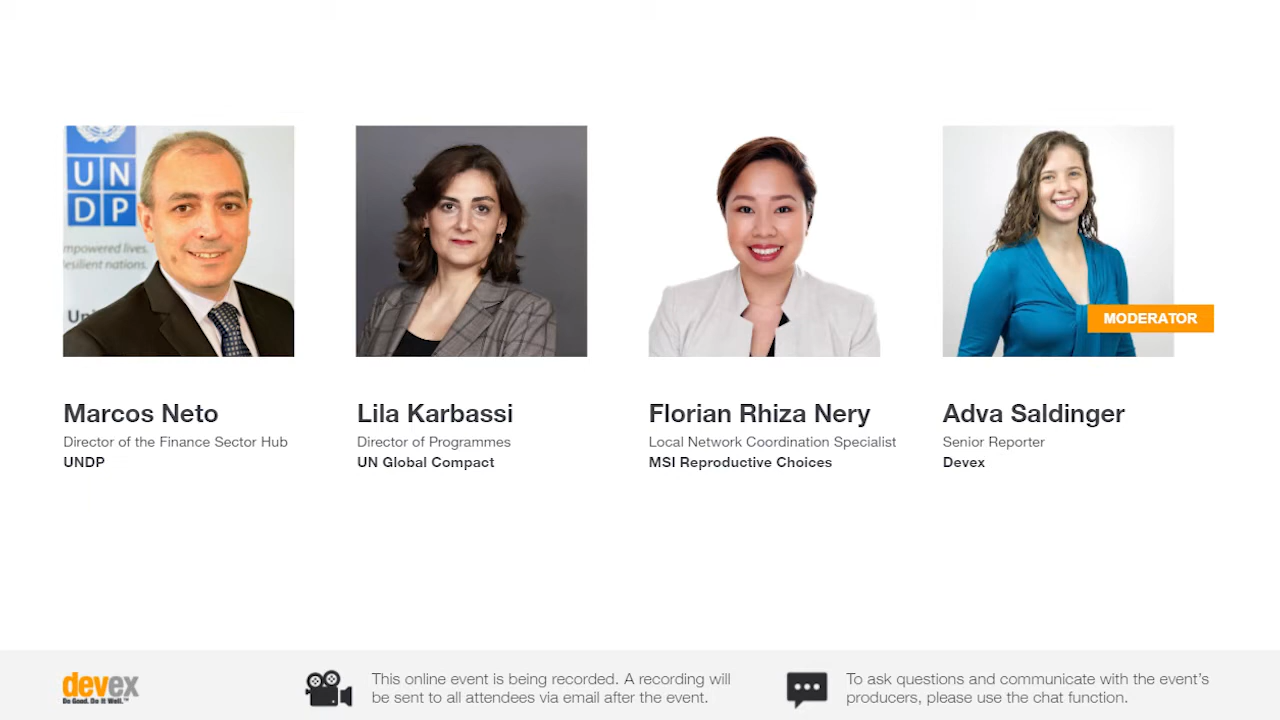 UN
DP
mpowered lives.
esilient nations.
MODERATOR
Marcos Neto
Director of the Finance Sector Hub
UNDP
Lila Karbassi
Director of Programmes
UN Global Compact
Florian Rhiza Nery
Local Network Coordination Specialist
MSI Reproductive Choices
Adva Saldinger
Senior Reporter
Devex
devex
Do Good. Do It Well.™
This online event is being recorded. A recording will
be sent to all attendees via email after the event.
To ask questions and communicate with the event's
producers, please use the chat function.